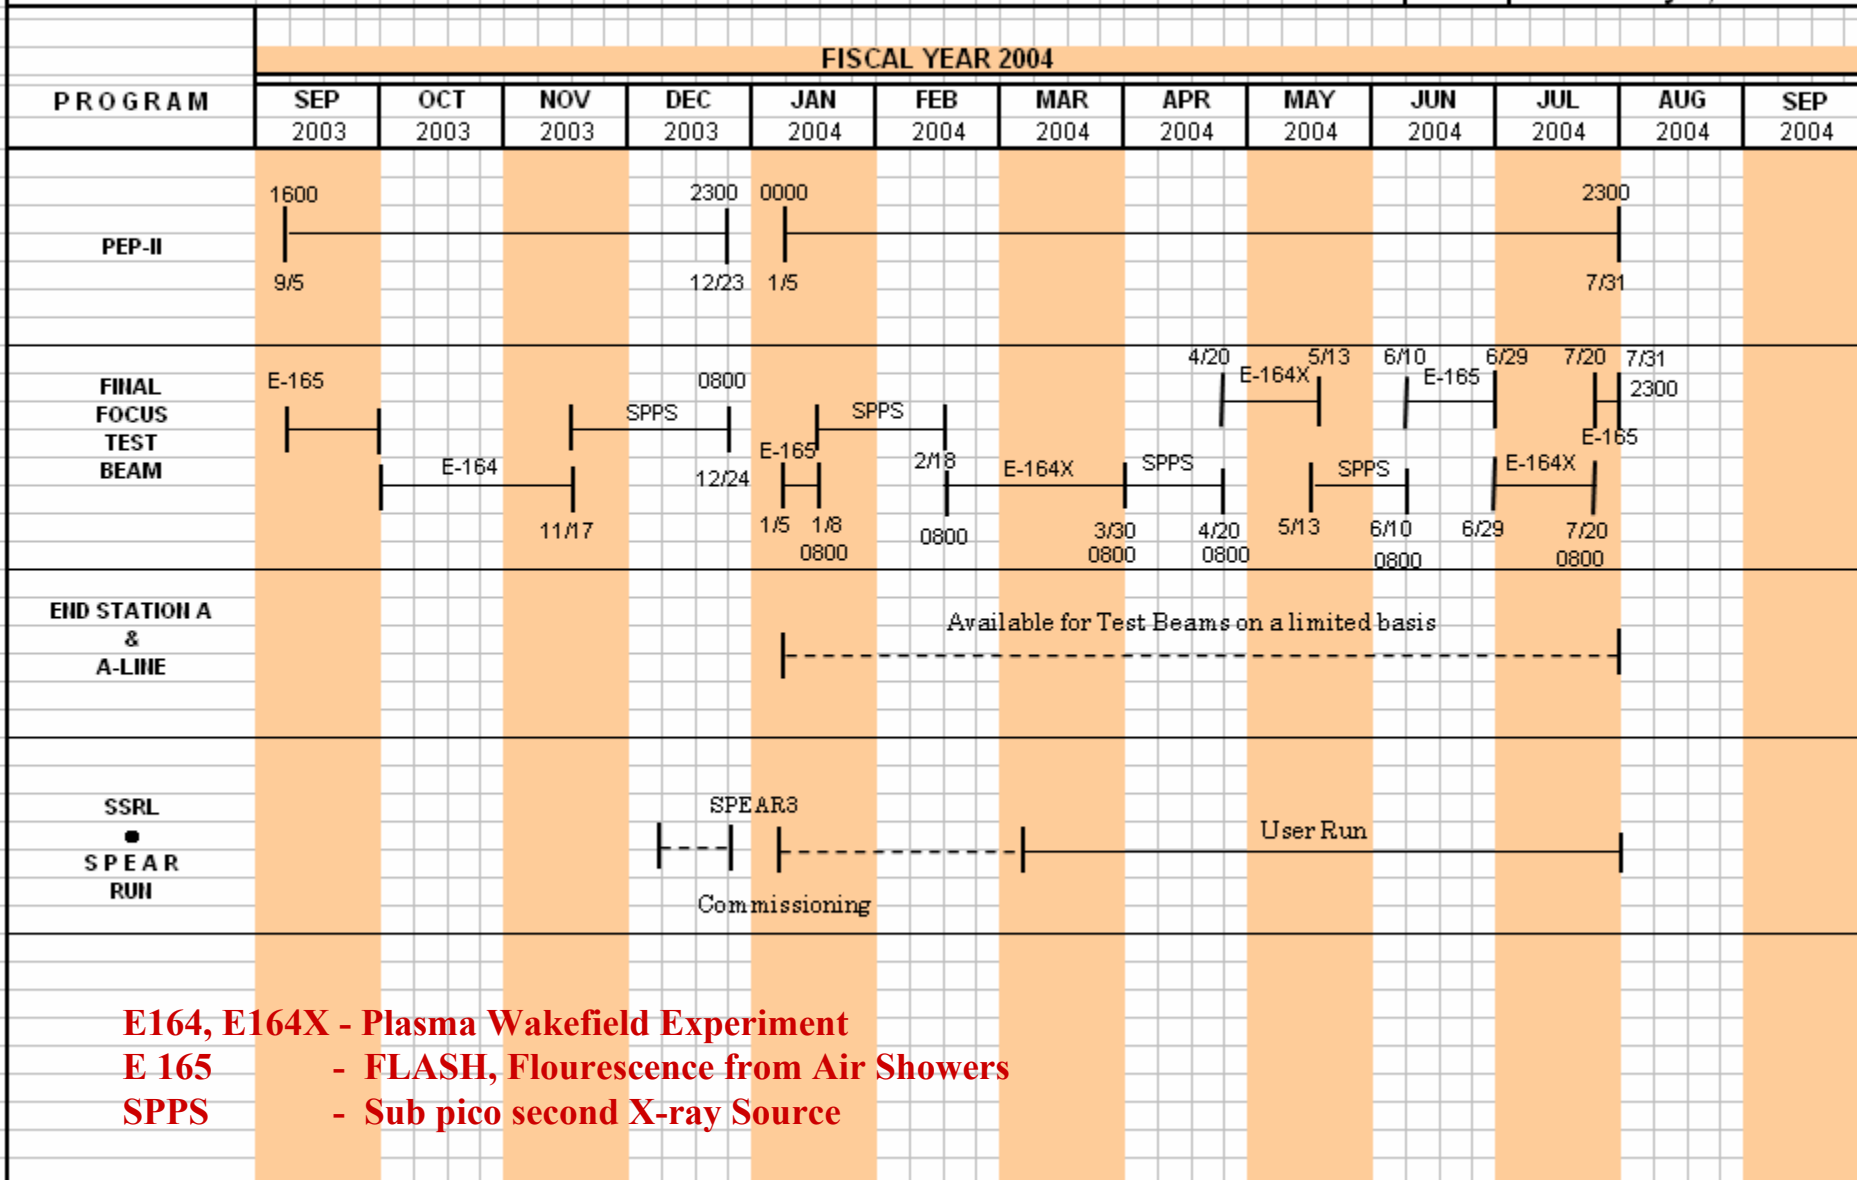 FISCAL YEAR 2004
PROGRAM SEP OCT NOV DEC JAN FEB MAR APR MAY JUN JUL AUG SEP
2003 2003 2003 2003 2004 2004 2004 2004 2004 2004 2004 2004 2004
1600 2300 0000 2300
PEP-II
9/5 12/23 1/5 7/31
4/20 5/13 6/10 6/29 7/20 7/31
E-164X E-165
FINAL E-165 0800 2300
FOCUS SPPS SPPS
TEST E-165 E-165
BEAM E-164 12/24 2/18 E-164X SPPS SPPS E-164X
11/17 1/5 1/8 0800 3/30 4/20 5/13 6/10 6/29 7/20
0800 0800 0800 0800 0800
END STATION A
Available for Test Beams on a limited basis
&
A-LINE
SSRL SPEAR3
User Run
SPEAR
RUN
Commissioning
E164, E164X - Plasma Wakefield Experiment
E 165 - FLASH, Flourescence from Air Showers
SPPS - Sub pico second X-ray Source